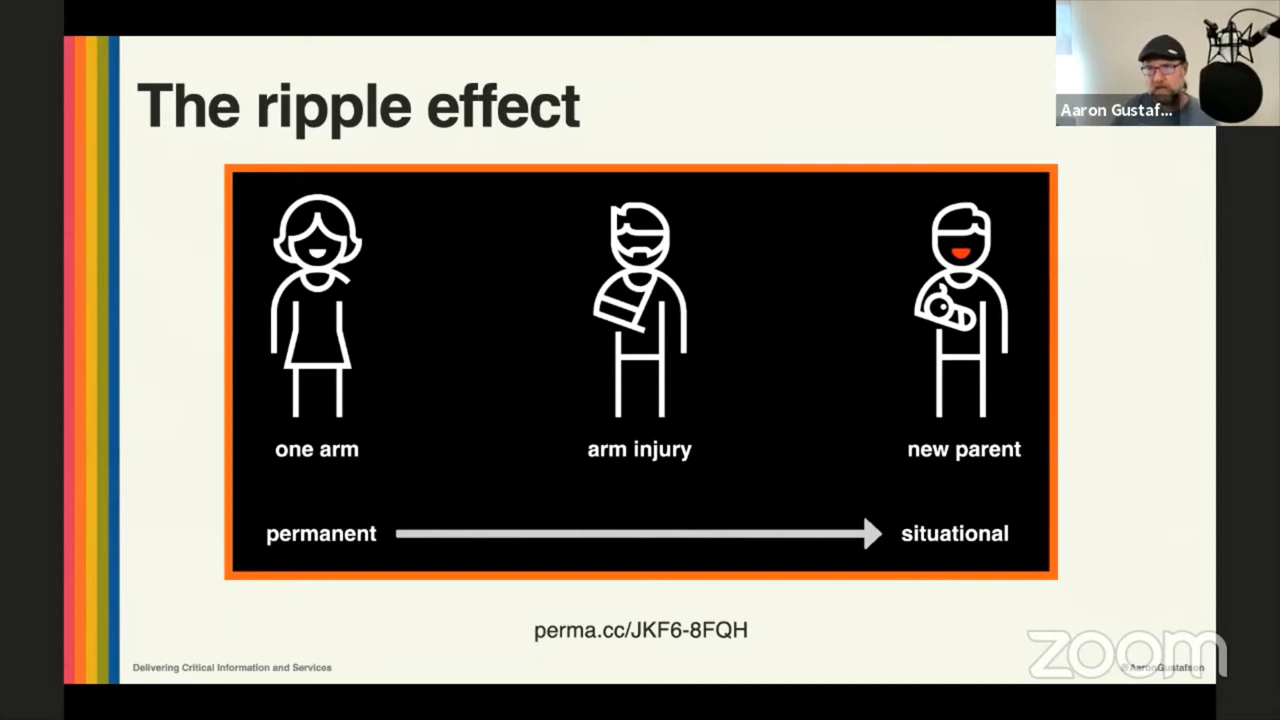 The ripple effect
Aaron Gustaf...
one arm
arm injury
new parent
permanent
situational
perma.cc/JKF6-8FQH
Delivering Critical Information and Services
@AaronGustafson
zoom